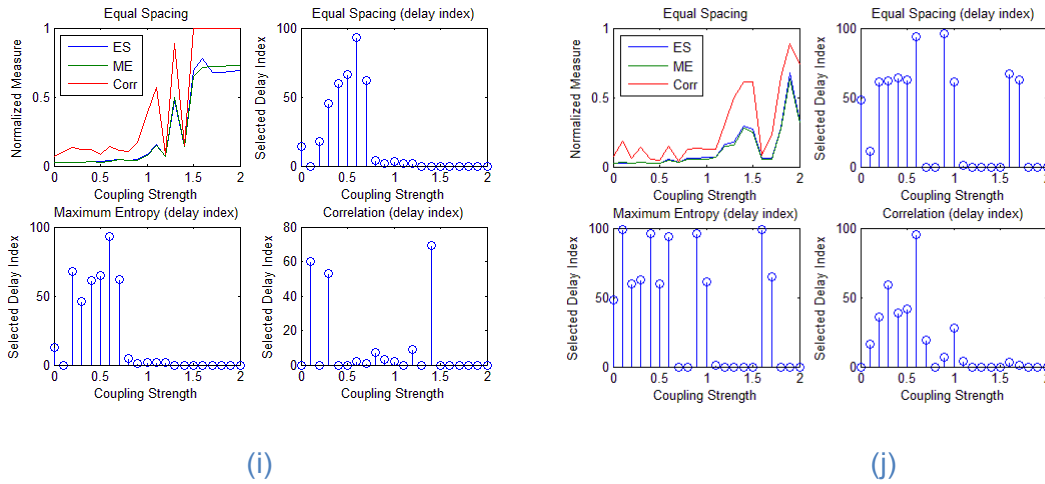 Equal Spacing
Normalized Measure
1
0.5
0
ES
ME
Corr
0 0.5 1 1.5 2
Coupling Strength
Equal Spacing (delay index)
Selected Delay Index
100
50
0
0 0.5 1 1.5 2
Coupling Strength
Maximum Entropy (delay index)
Selected Delay Index
100
50
0
0 0.5 1 1.5 2
Coupling Strength
Correlation (delay index)
Selected Delay Index
80
60
40
20
0
0 0.5 1 1.5 2
Coupling Strength
(i)
Equal Spacing
Normalized Measure
1
0.5
0
ES
ME
Corr
0 0.5 1 1.5 2
Coupling Strength
Equal Spacing (delay index)
Selected Delay Index
100
50
0
0 0.5 1 1.5 2
Coupling Strength
Maximum Entropy (delay index)
Selected Delay Index
100
50
0
0 0.5 1 1.5 2
Coupling Strength
Correlation (delay index)
Selected Delay Index
100
50
0
0 0.5 1 1.5 2
Coupling Strength
(j)